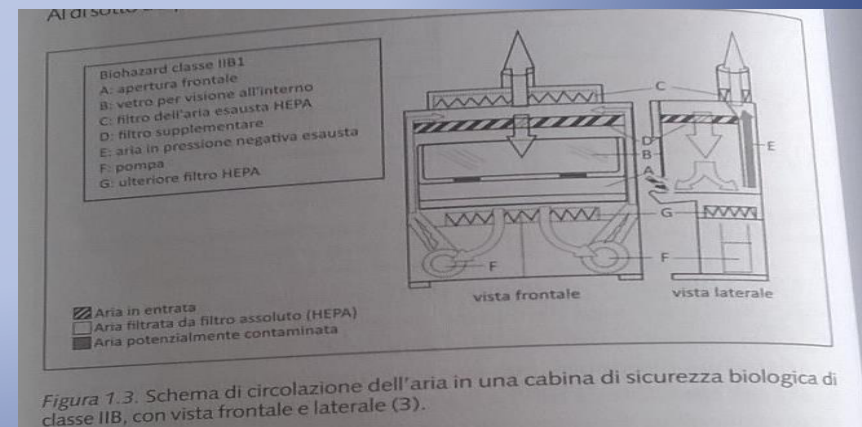 Al di sotto
Biohazard classe IIB1
A: apertura frontale
B: vetro per visione all'interno
C: filtro dell'aria esausta HEPA
D: filtro supplementare
E: aria in pressione negativa esausta
F: pompa
G: ulteriore filtro HEPA
C
D
B
A
E
G
F
F
vista frontale
vista laterale
Aria in entrata
Aria filtrata da filtro assoluto (HEPA)
Aria potenzialmente contaminata
Figura 1.3. Schema di circolazione dell'aria in una cabina di sicurezza biologica di
classe IIB, con vista frontale e laterale (3).